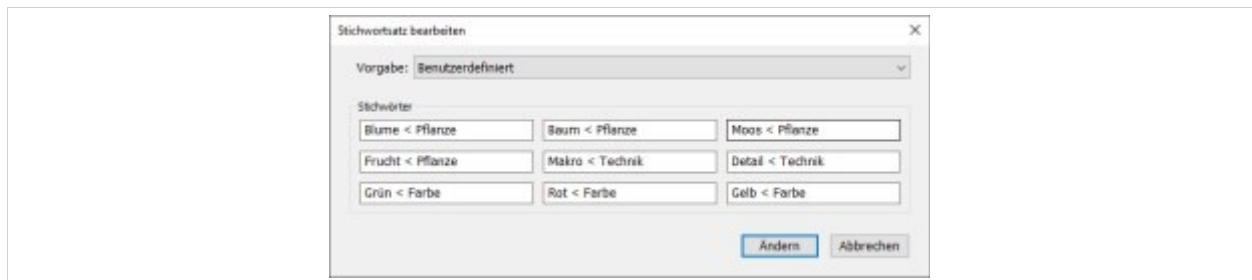 Stichwortsatz bearbeiten
Vorgabe: Benutzerdefiniert
Stichwörter
Blume < Pflanze Baum < Pflanze Moos < Pflanze
Frucht < Pflanze Makro < Technik Detail < Technik
Grün < Farbe Rot < Farbe Gelb < Farbe
Ändern Abbrechen